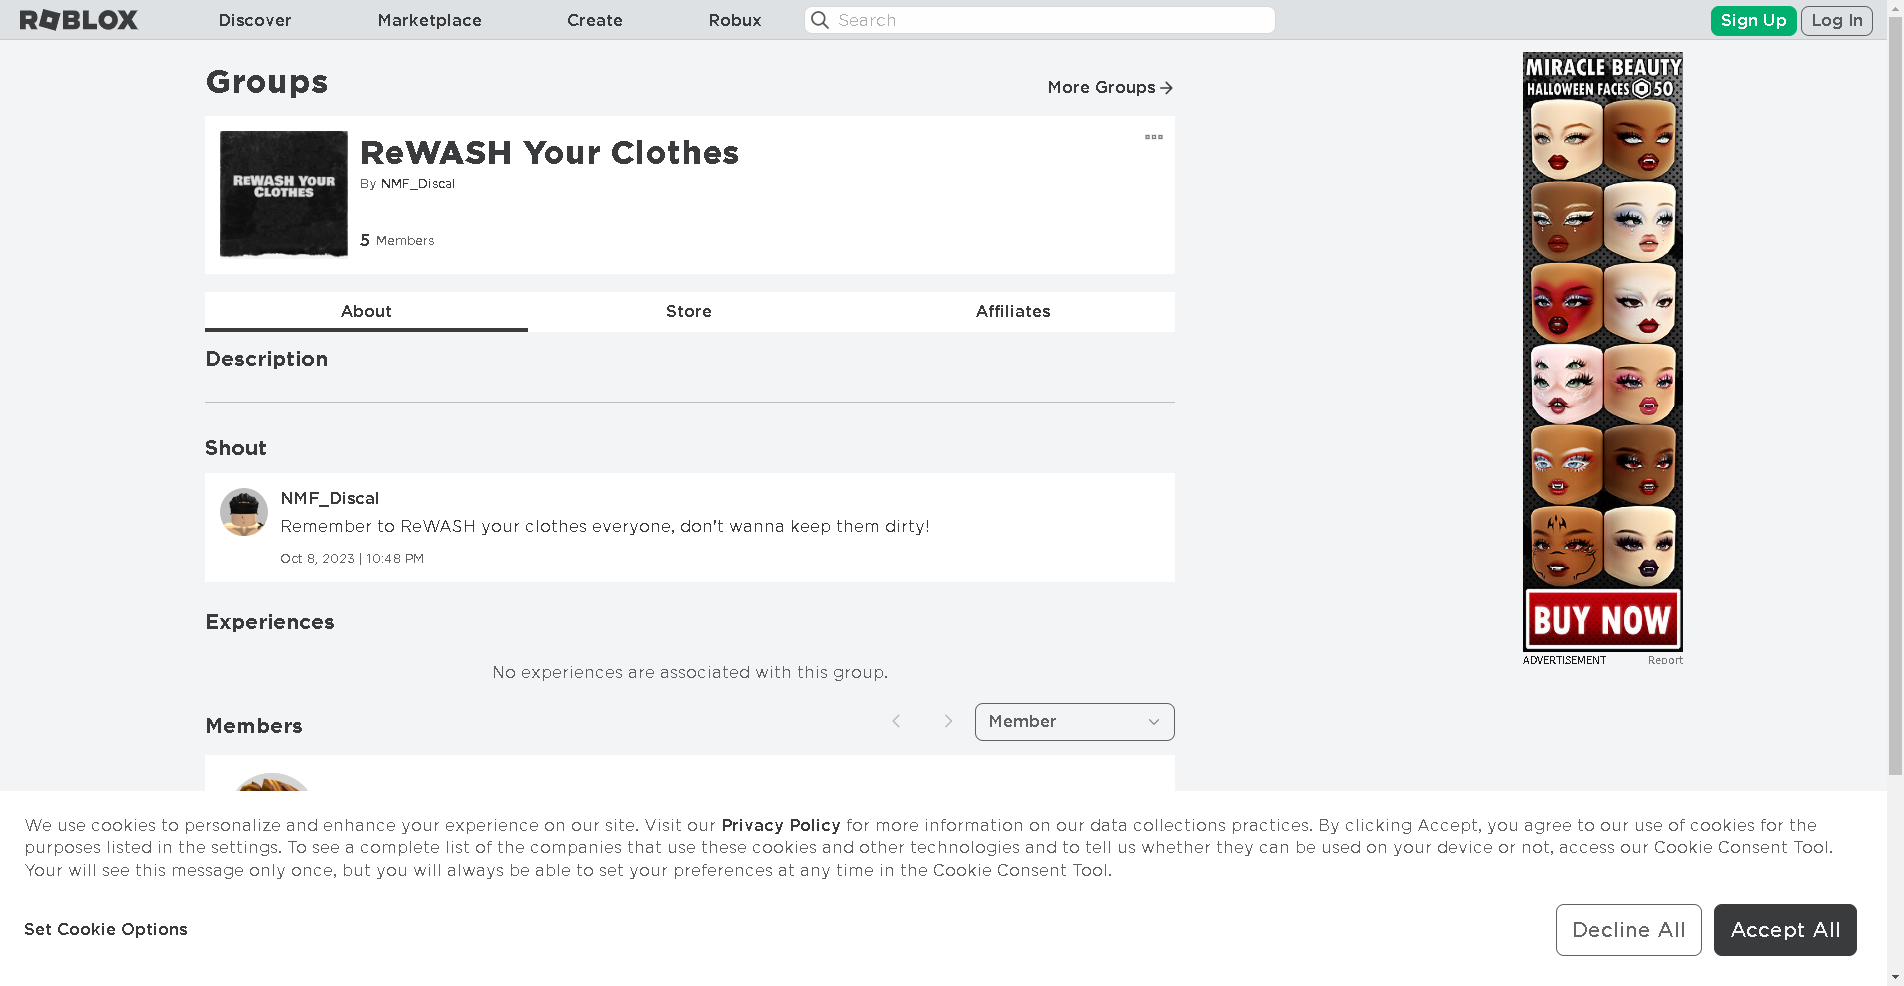 ROBLOX
Discover
Marketplace
Create
Robux
Search
Sign Up
Log In
Groups
More Groups
ReWASH YOUR
CLOTHES
ReWASH Your Clothes
By NMF_Discal
5 Members
About
Store
Affiliates
Description
Shout
NMF_Discal
Remember to ReWASH your clothes everyone, don't wanna keep them dirty!
Oct 8, 2023 | 10:48 PM
Experiences
No experiences are associated with this group.
Members
Member
MIRACLE BEAUTY
HALLOWEEN FACES 50
BUY NOW
ADVERTISEMENT
Report
We use cookies to personalize and enhance your experience on our site. Visit our Privacy Policy for more information on our data collections practices. By clicking Accept, you agree to our use of cookies for the
purposes listed in the settings. To see a complete list of the companies that use these cookies and other technologies and to tell us whether they can be used on your device or not, access our Cookie Consent Tool.
Your will see this message only once, but you will always be able to set your preferences at any time in the Cookie Consent Tool.
Set Cookie Options
Decline All
Accept All